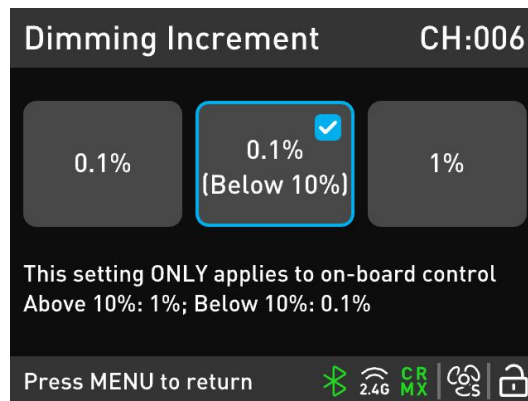 Dimming Increment CH:006
0.1%
0.1%
(Below 10%)
1%
This setting ONLY applies to on-board control
Above 10%: 1%; Below 10%: 0.1%
Press MENU to return 2.4G CR MX S